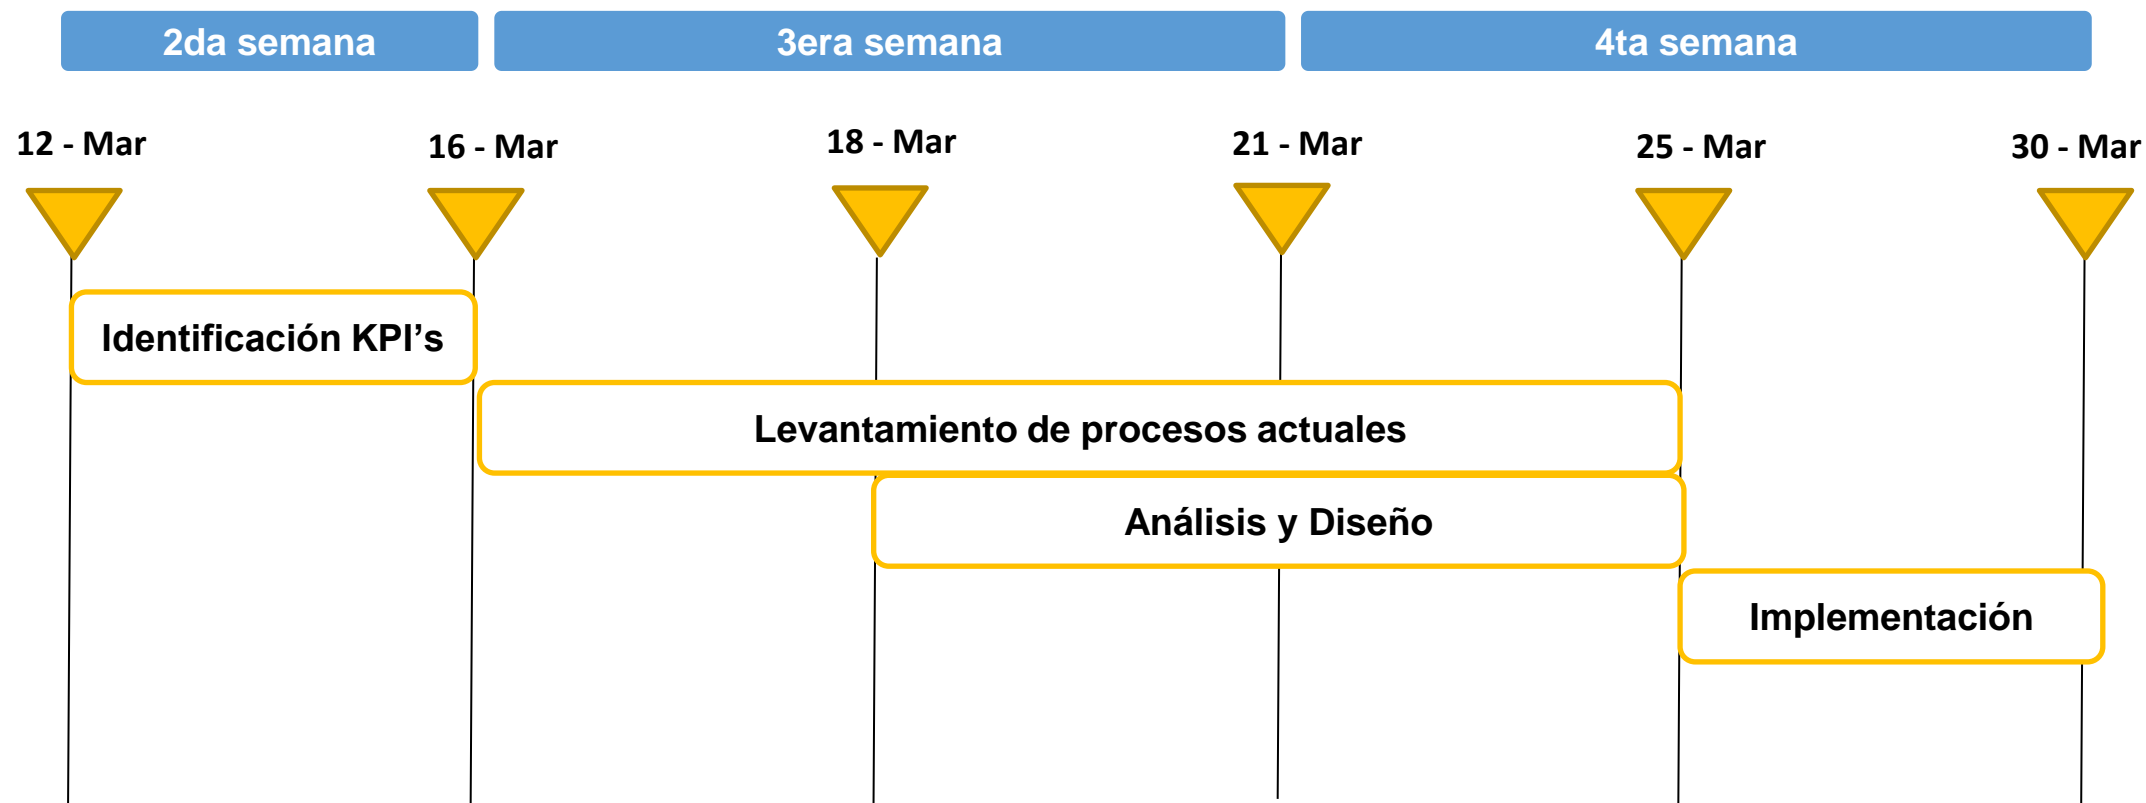 2da semana
3era semana
4ta semana
12 - Mar
16 - Mar
18 - Mar
21 - Mar
25 - Mar
30 - Mar
Identificación KPI’s
Levantamiento de procesos actuales
Análisis y Diseño
Implementación